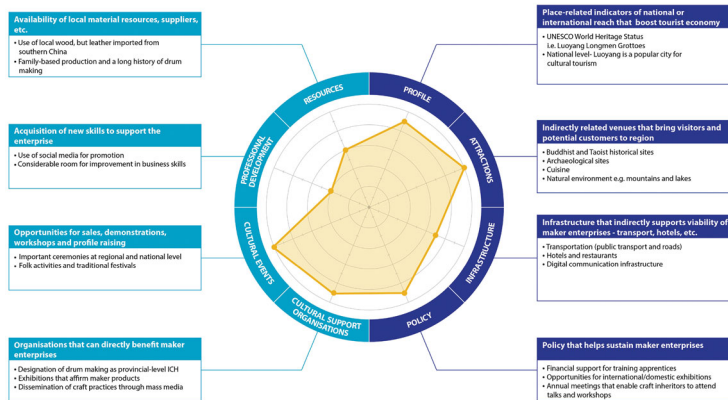 Availability of local material resources, suppliers,
etc.
• Use of local wood, but leather imported from
southern China
• Family-based production and a long history of drum
making
Acquisition of new skills to support the
enterprise
• Use of social media for promotion
• Considerable room for improvement in business skills
Opportunities for sales, demonstrations,
workshops and profile raising
• Important ceremonies at regional and national level
• Folk activities and traditional festivals
Organisations that can directly benefit maker
enterprises
• Designation of drum making as provincial-level ICH
• Exhibitions that affirm maker products
• Dissemination of craft practices through mass media
RESOURCES
PROFILE
ATTRACTIONS
INFRASTRUCTURE
POLICY
CULTURAL SUPPORT
ORGANISATIONS
CULTURAL EVENTS
PROFESSIONAL
DEVELOPMENT
Place-related indicators of national or
international reach that boost tourist economy
• UNESCO World Heritage Status
i.e. Luoyang Longmen Grottoes
• National level- Luoyang is a popular city for
cultural tourism
Indirectly related venues that bring visitors and
potential customers to region
• Buddhist and Taoist historical sites
• Archaeological sites
• Cuisine
• Natural environment e.g. mountains and lakes
Infrastructure that indirectly supports viability of
maker enterprises - transport, hotels, etc.
• Transportation (public transport and roads)
• Hotels and restaurants
• Digital communication infrastructure
Policy that helps sustain maker enterprises
• Financial support for training apprentices
• Opportunities for international/domestic exhibitions
• Annual meetings that enable craft inheritors to attend
talks and workshops